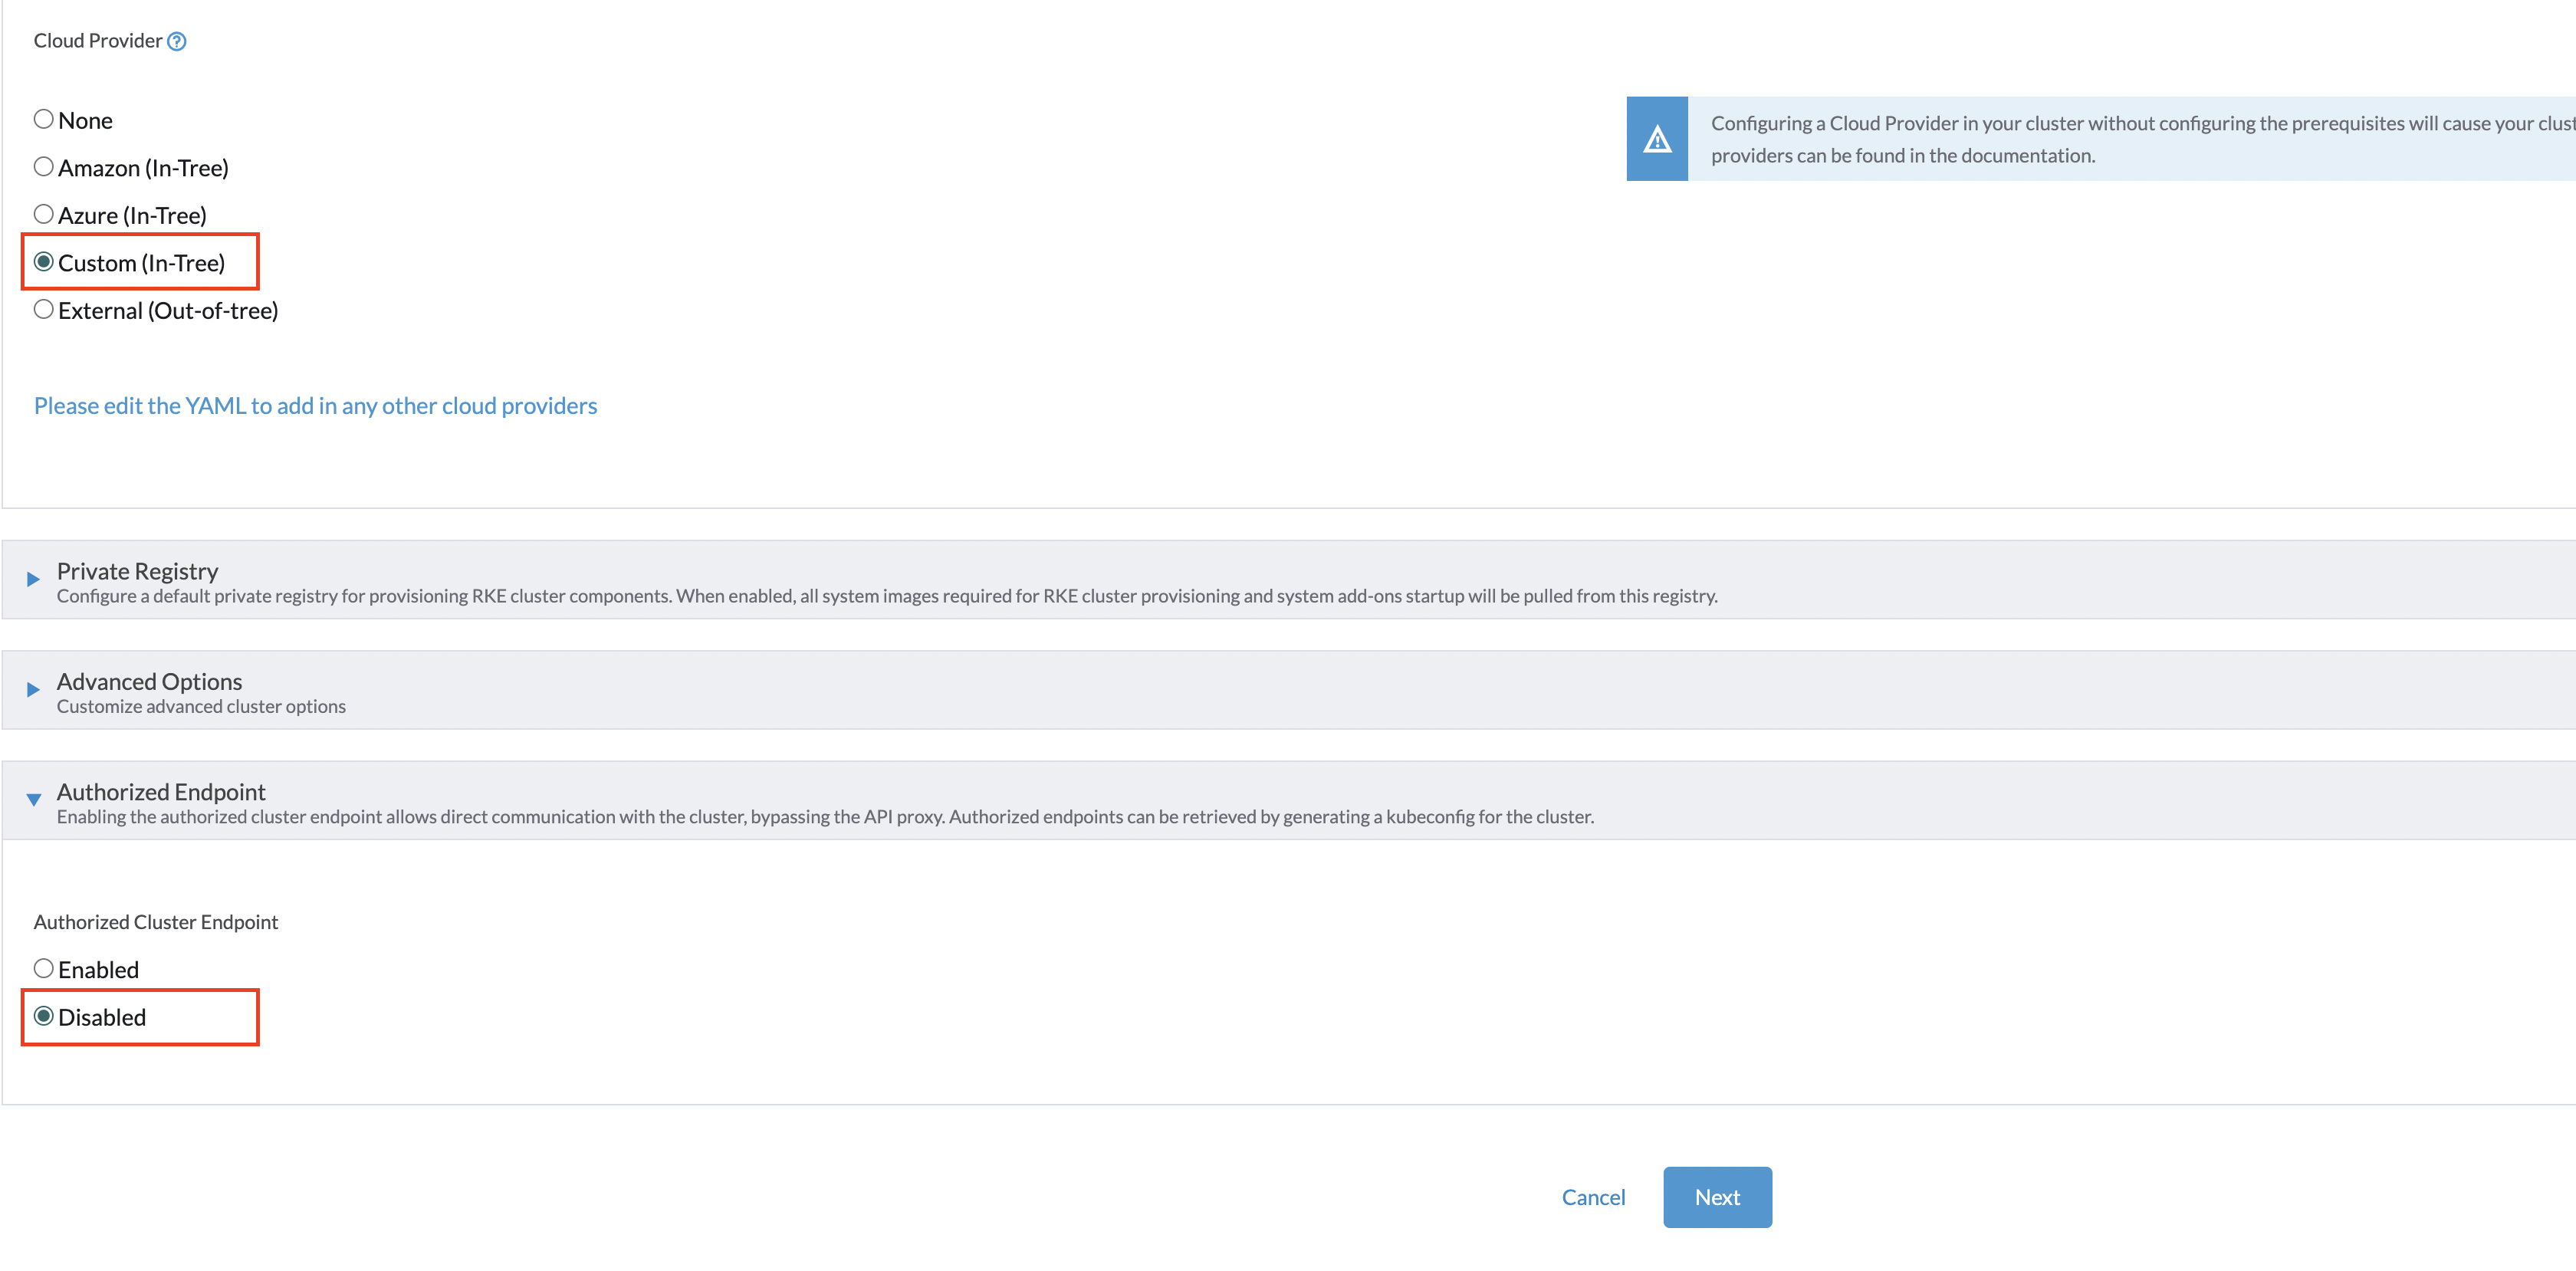 Cloud Provider
None
Amazon (In-Tree)
Azure (In-Tree)
Custom (In-Tree)
External (Out-of-tree)
Configuring a Cloud Provider in your cluster without configuring the prerequisites will cause your clust
providers can be found in the documentation.
Please edit the YAML to add in any other cloud providers
Private Registry
Configure a default private registry for provisioning RKE cluster components. When enabled, all system images required for RKE cluster provisioning and system add-ons startup will be pulled from this registry.
Advanced Options
Customize advanced cluster options
Authorized Endpoint
Enabling the authorized cluster endpoint allows direct communication with the cluster, bypassing the API proxy. Authorized endpoints can be retrieved by generating a kubeconfig for the cluster.
Authorized Cluster Endpoint
Enabled
Disabled
Cancel
Next